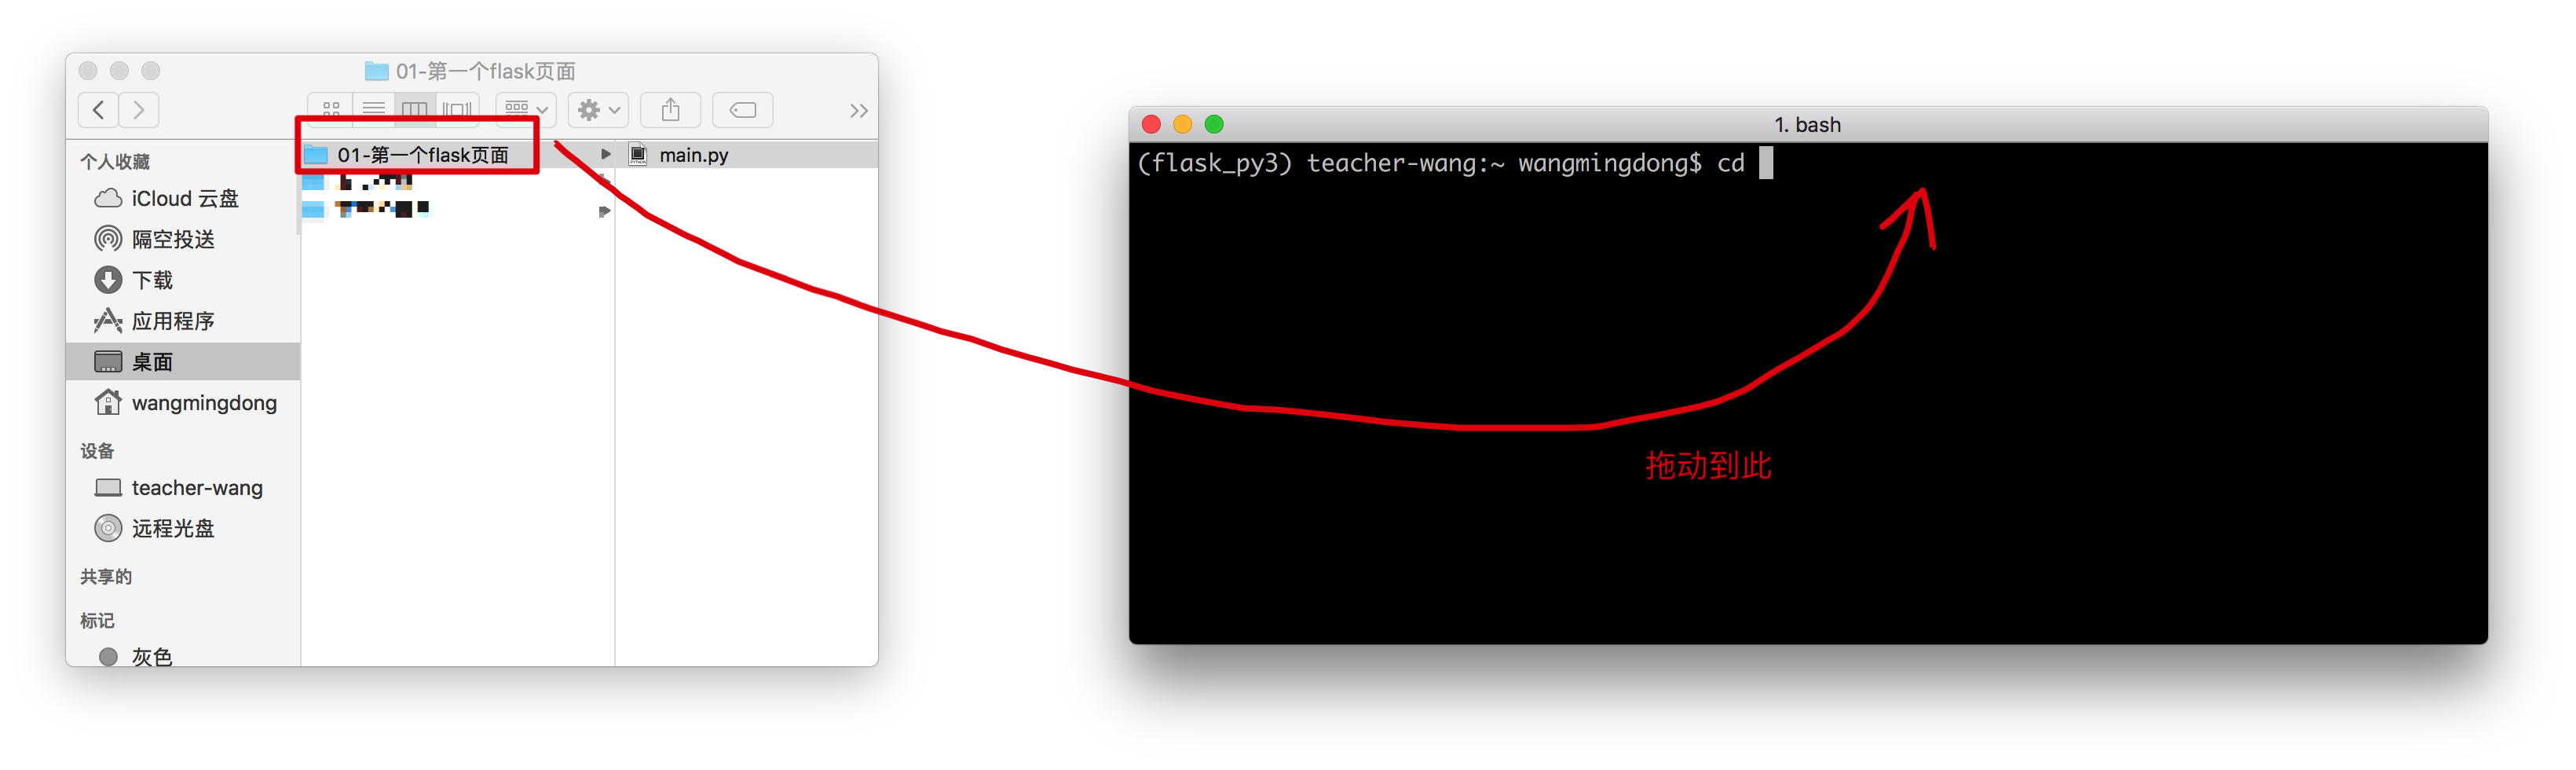 01-第一个flask页面
个人收藏
iCloud 云盘
隔空投送
下载
应用程序
桌面
wangmingdong
设备
teacher-wang
远程光盘
共享的
标记
灰色
01-第一个flask页面
main.py
1. bash
(flask_py3) teacher-wang:~ wangmingdong$ cd
拖动到此